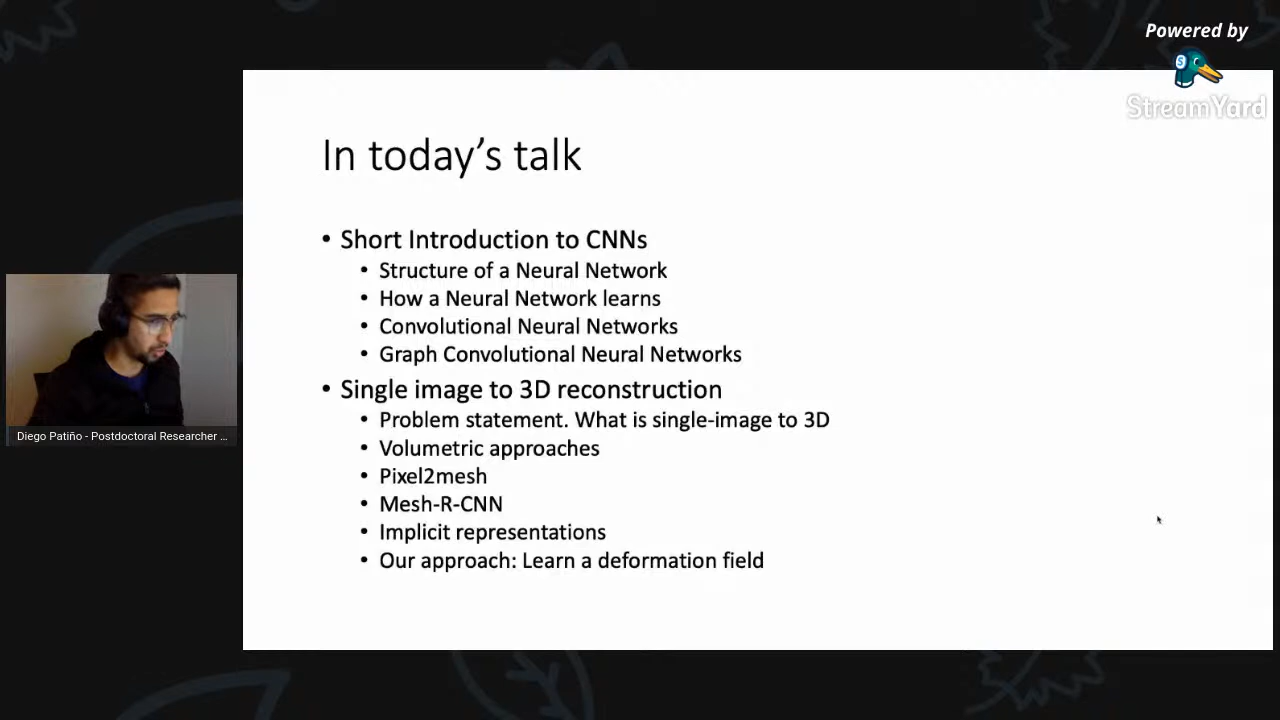 Powered by
StreamYard
In today's talk
• Short Introduction to CNNs
• Structure of a Neural Network
• How a Neural Network learns
• Convolutional Neural Networks
• Graph Convolutional Neural Networks
• Single image to 3D reconstruction
• Problem statement. What is single-image to 3D
• Volumetric approaches
• Pixel2mesh
• Mesh-R-CNN
• Implicit representations
• Our approach: Learn a deformation field
Diego Patiño - Postdoctoral Researcher ...